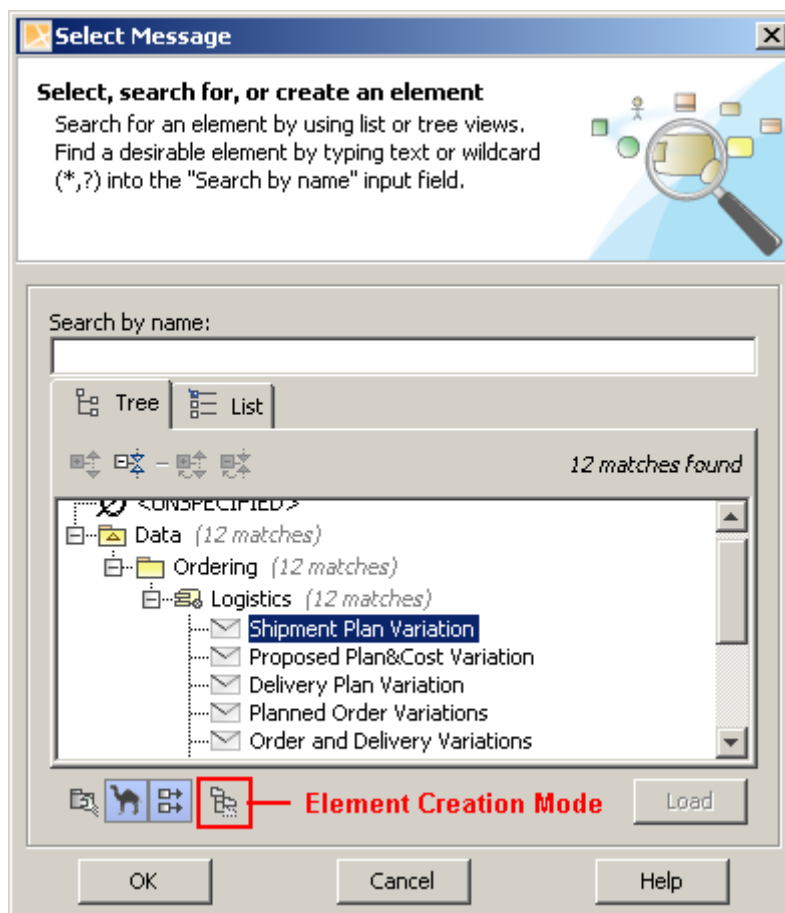 Select Message
Select, search for, or create an element
Search for an element by using list or tree views.
Find a desirable element by typing text or wildcard
(*,?) into the "Search by name" input field.
Search by name:
Tree
List
12 matches found
<UNSPECIFIED>
Data (12 matches)
Ordering (12 matches)
Logistics (12 matches)
Shipment Plan Variation
Proposed Plan&Cost Variation
Delivery Plan Variation
Planned Order Variations
Order and Delivery Variations
Element Creation Mode
Load
OK
Cancel
Help